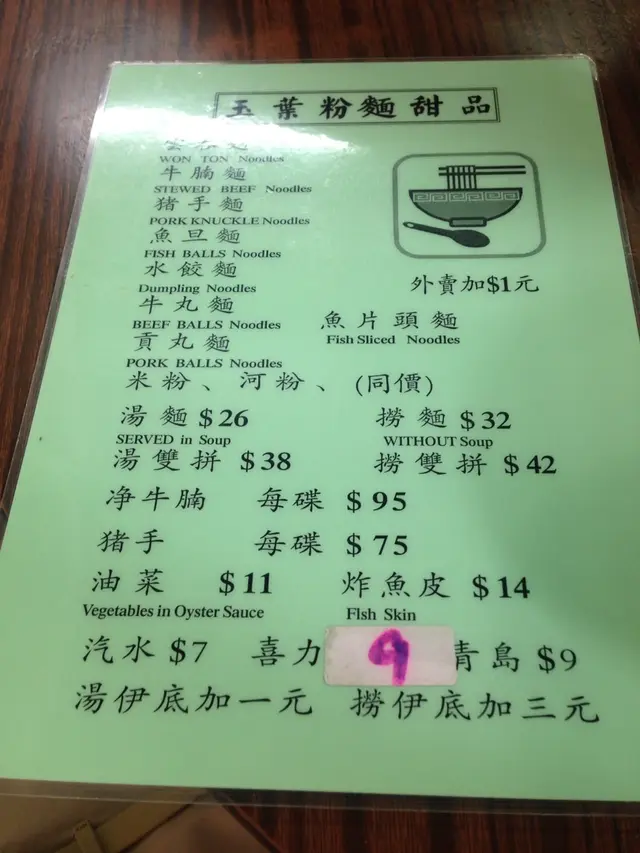 玉葉粉麵甜品
WON TON Noodles
牛腩麵
STEWED BEEF Noodles
豬手麵
PORK KNUCKLE Noodles
魚旦麵
FISH BALLS Noodles
水餃麵
Dumpling Noodles
外賣加$1元
牛丸麵
BEEF BALLS Noodles
魚片頭麵
Fish Sliced Noodles
貢丸麵
PORK BALLS Noodles
米粉、河粉、(同價)
湯麵 $26 撈麵 $32
SERVED in Soup WITHOUT Soup
湯雙拼 $38 撈雙拼 $42
净牛腩 每碟 $95
猪手 每碟 $75
油菜 $11 炸魚皮 $14
Vegetables in Oyster Sauce FIsh Skin
汽水 $7 喜力 9 青島 $9
湯伊底加一元 撈伊底加三元